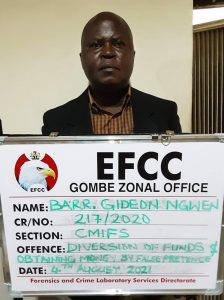 EFCC
GOMBE ZONAL OFFICE
EFCC
NAME: BARR. GIDEON NGWEN
CR/NO: 217/2020
SECTION: CMIFS
OFFENCE: DIVERSION OF FUNDS &
OBTAINING MONEY BY FALSE PRETENCE
DATE: 4TH AUGUST 2021
Forensics and Crime Laboratory Services Directorate